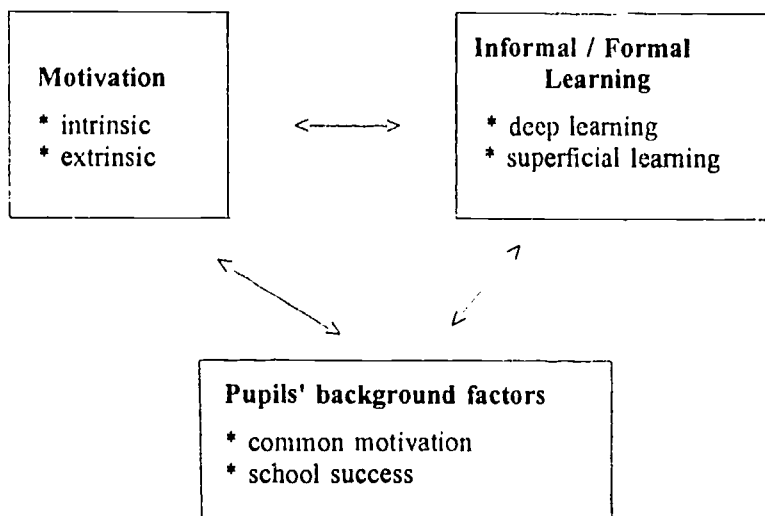 Motivation
* intrinsic
* extrinsic
Informal / Formal
Learning
* deep learning
* superficial learning
Pupils' background factors
* common motivation
* school success